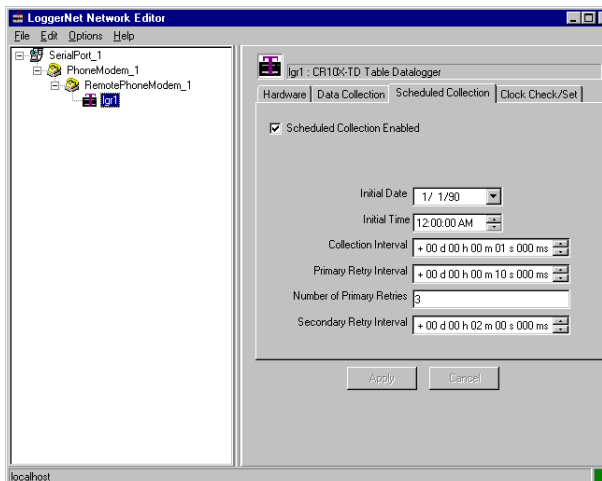 LoggerNet Network Editor
File Edit Options Help
SerialPort_1
PhoneModem_1
RemotePhoneModem_1
lgr1
lgr1 : CR10X-TD Table Datalogger
Hardware Data Collection Scheduled Collection Clock Check/Set
Scheduled Collection Enabled
Initial Date 1/ 1/90
Initial Time 12:00:00 AM
Collection Interval + 00 d 00 h 00 m 01 s 000 ms
Primary Retry Interval + 00 d 00 h 00 m 10 s 000 ms
Number of Primary Retries 3
Secondary Retry Interval + 00 d 00 h 02 m 00 s 000 ms
Apply Cancel
localhost